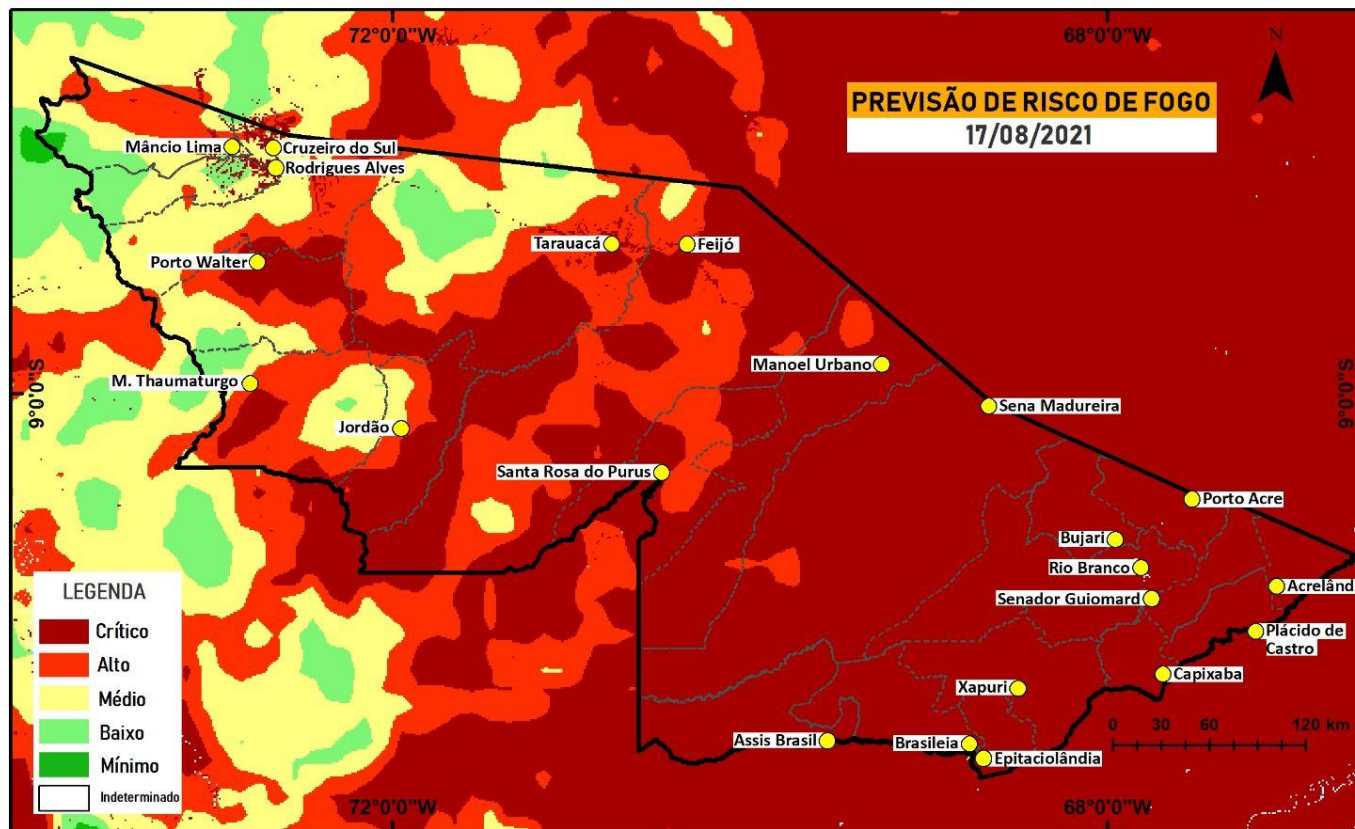 72°0'0"W
68°0'0"W
N
PREVISÃO DE RISCO DE FOGO
17/08/2021
Mâncio Lima
Cruzeiro do Sul
Rodrigues Alves
Tarauacá
Feijó
Porto Walter
Manoel Urbano
M. Thaumaturgo
9°0'0"S
9°0'0"S
Sena Madureira
Jordão
Santa Rosa do Purus
Porto Acre
Bujari
Rio Branco
Acrelând
Senador Guiomard
Plácido de
Castro
Capixaba
Xapuri
Assis Brasil
Brasileia
Epitaciolândia
LEGENDA
Crítico
Alto
Médio
Baixo
Mínimo
Indeterminado
0 30 60 120 km
72°0'0"W
68°0'0"W